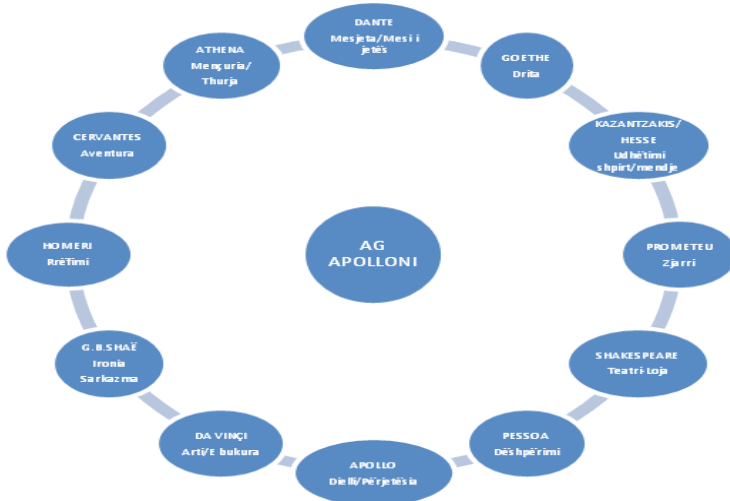 DANTE
Mesjeta/Mesi i
jetës
GOETHE
Drita
KAZANTZAKIS/
HESSE
Udhëtimi
shpirt/mendje
PROMETEU
Zjarri
SHAKESPEARE
Teatri-Loja
PESSOA
Dëshpërimi
APOLLO
Dielli/Përjetësia
DA VINÇI
Arti/E bukura
G.B.SHAË
Ironia
Sarkazma
HOMERI
Rrëfimi
CERVANTES
Aventura
ATHENA
Mençuria/
Thurja
AG
APOLLONI